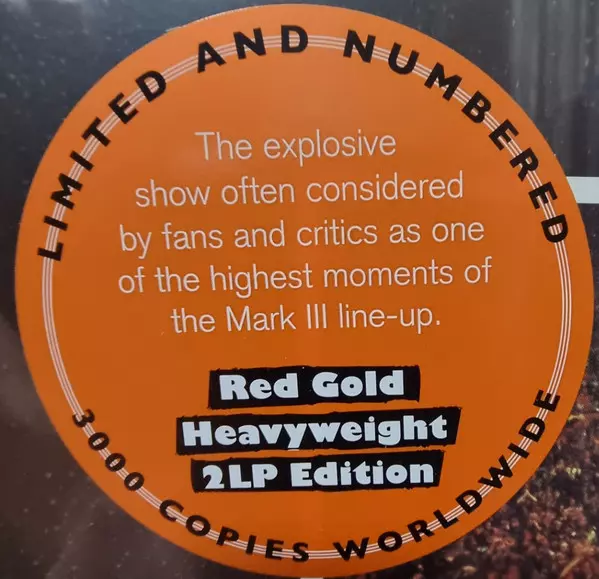 LIMITED AND NUMBERED
The explosive
show often considered
by fans and critics as one
of the highest moments of
the Mark III line-up.
Red Gold
Heavyweight
2LP Edition
3000 COPIES WORLDWIDE